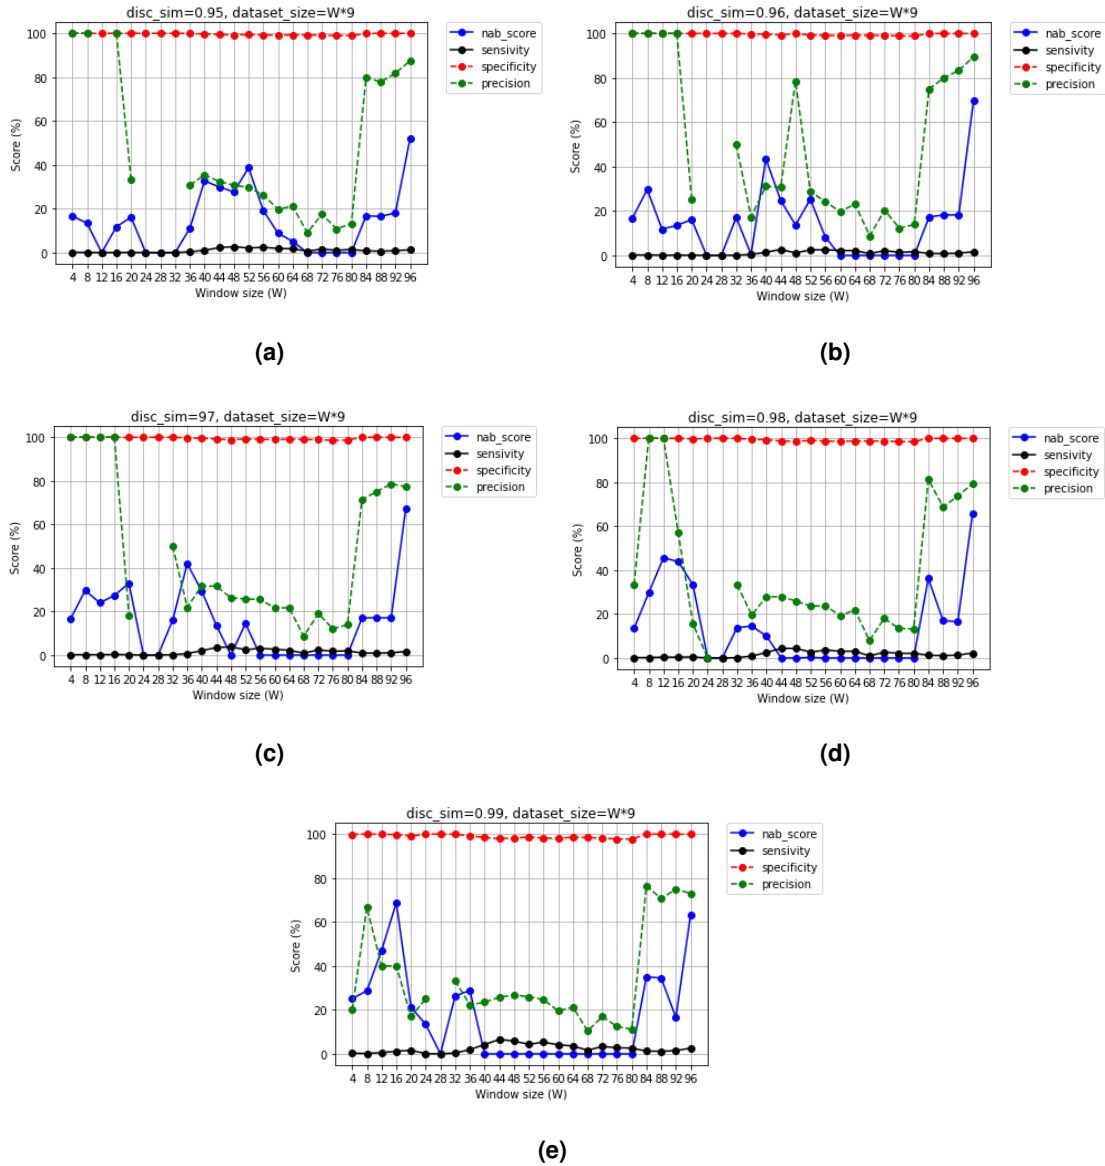 disc_sim=0.95, dataset_size=W*9
100
80
60
40
20
0
Score (%)
4 8 12 16 20 24 28 32 36 40 44 48 52 56 60 64 68 72 76 80 84 88 92 96
Window size (W)
nab_score
sensivity
specificity
precision
(a)
disc_sim=0.96, dataset_size=W*9
100
80
60
40
20
0
Score (%)
4 8 12 16 20 24 28 32 36 40 44 48 52 56 60 64 68 72 76 80 84 88 92 96
Window size (W)
nab_score
sensivity
specificity
precision
(b)
disc_sim=97, dataset_size=W*9
100
80
60
40
20
0
Score (%)
4 8 12 16 20 24 28 32 36 40 44 48 52 56 60 64 68 72 76 80 84 88 92 96
Window size (W)
nab_score
sensivity
specificity
precision
(c)
disc_sim=0.98, dataset_size=W*9
100
80
60
40
20
0
Score (%)
4 8 12 16 20 24 28 32 36 40 44 48 52 56 60 64 68 72 76 80 84 88 92 96
Window size (W)
nab_score
sensivity
specificity
precision
(d)
disc_sim=0.99, dataset_size=W*9
100
80
60
40
20
0
Score (%)
4 8 12 16 20 24 28 32 36 40 44 48 52 56 60 64 68 72 76 80 84 88 92 96
Window size (W)
nab_score
sensivity
specificity
precision
(e)